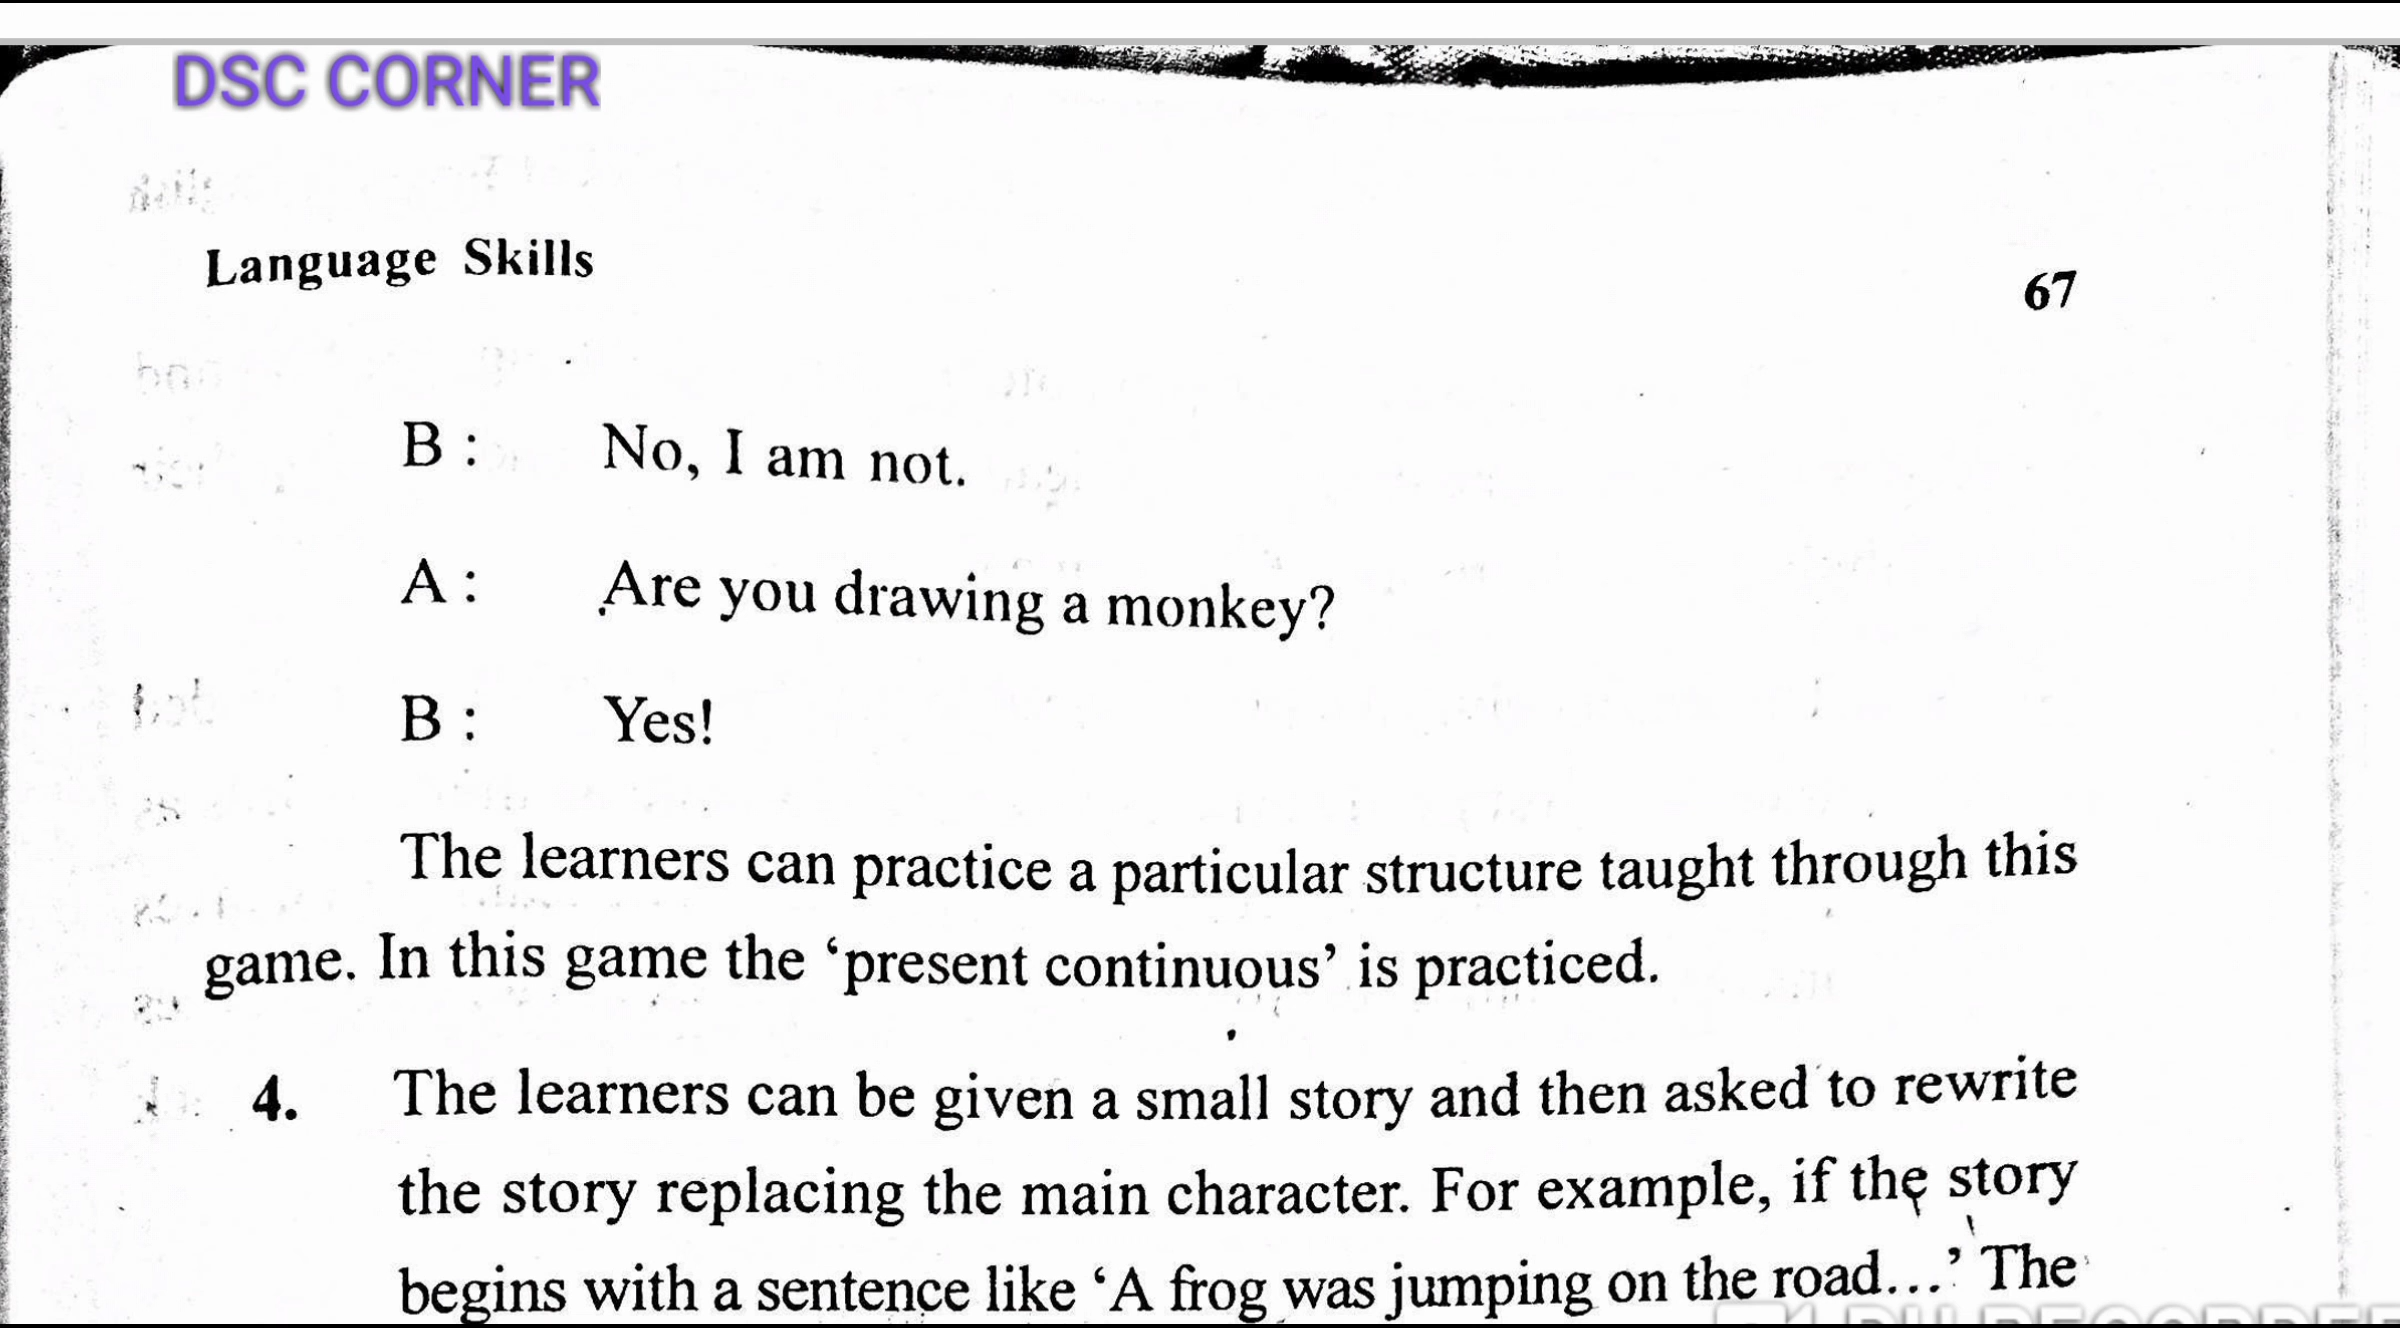 DSC CORNER
Language Skills
67
B : No, I am not.
A : Are you drawing a monkey?
B : Yes!
The learners can practice a particular structure taught through this
game. In this game the ‘present continuous’ is practiced.
4. The learners can be given a small story and then asked to rewrite
the story replacing the main character. For example, if the story
begins with a sentence like ‘A frog was jumping on the road...’ The